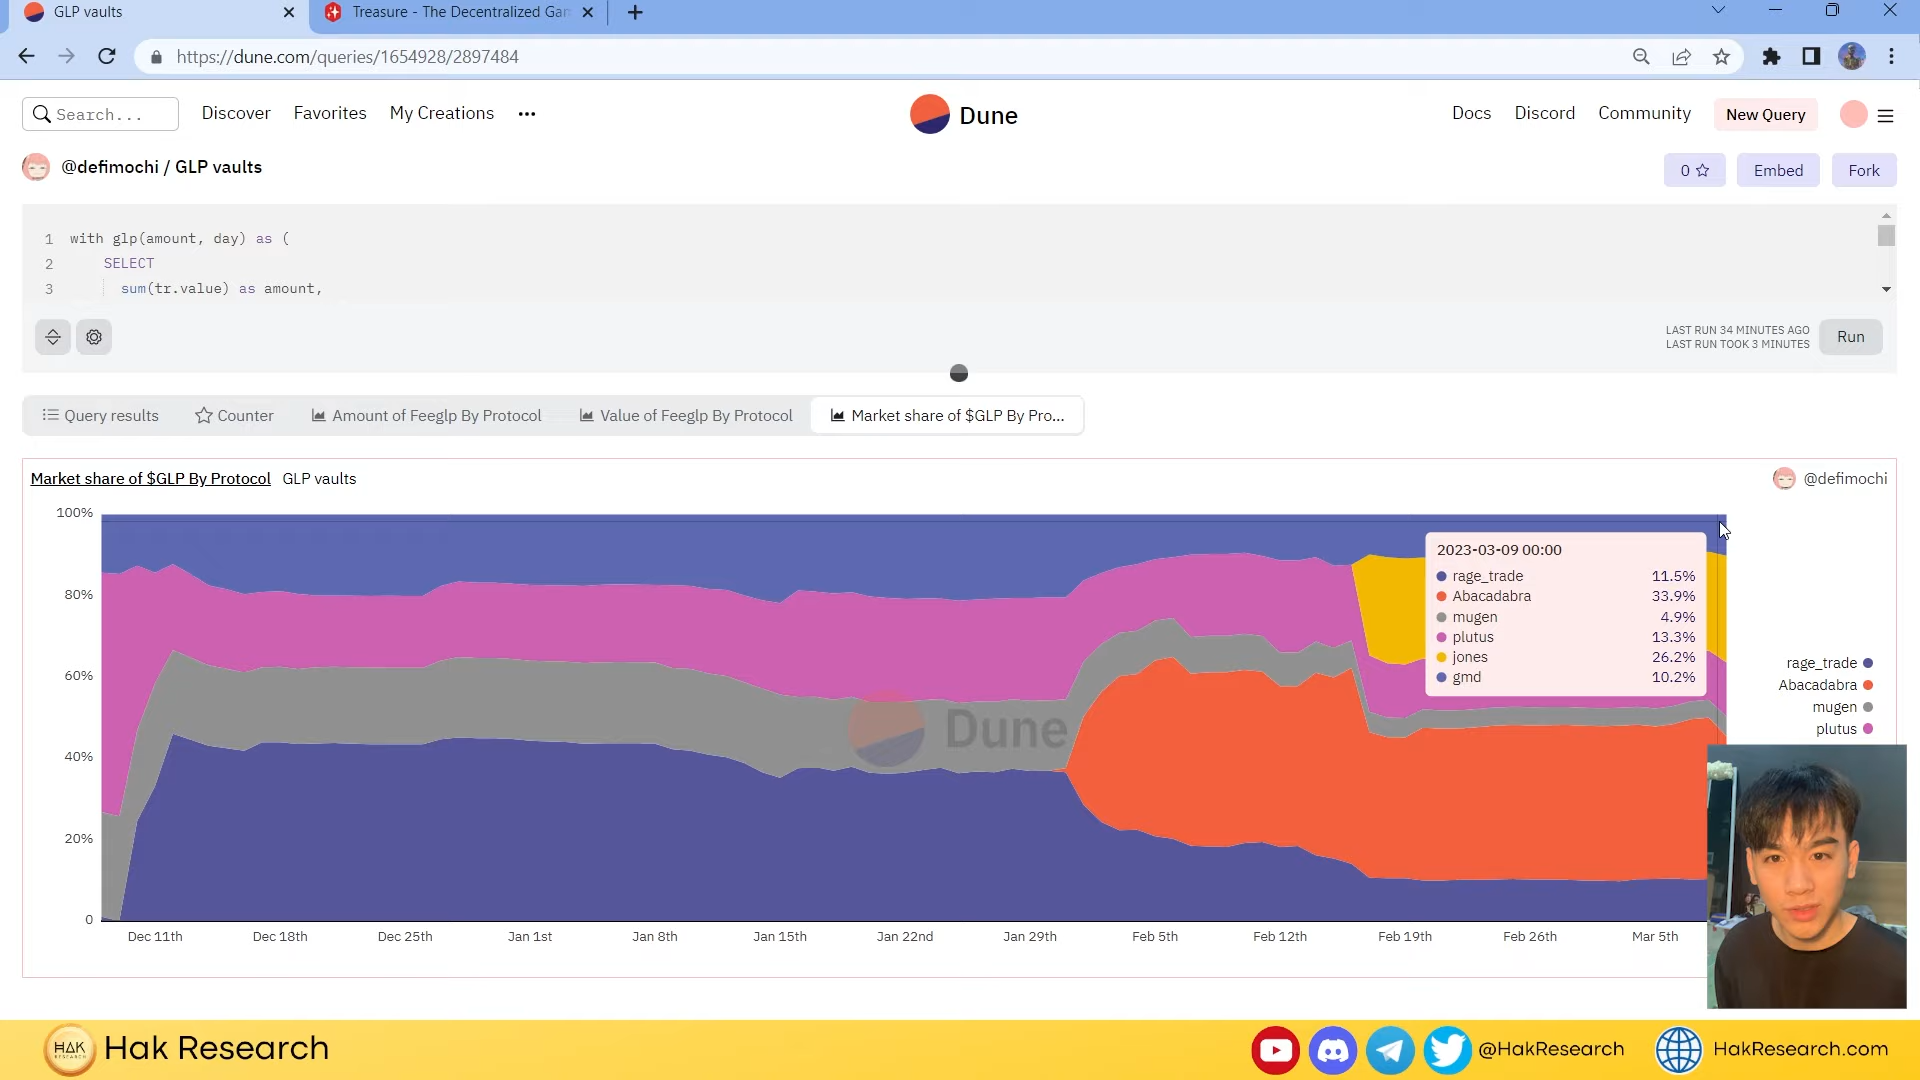 GLP vaults
Treasure - The Decentralized Gam
https://dune.com/queries/1654928/2897484
Search...
Discover
Favorites
My Creations
Dune
Docs
Discord
Community
New Query
@defimochi / GLP vaults
0
Embed
Fork
1 with glp(amount, day) as (
2 SELECT
3 sum(tr.value) as amount,
LAST RUN 34 MINUTES AGO
LAST RUN TOOK 3 MINUTES
Run
Query results
Counter
Amount of Feeglp By Protocol
Value of Feeglp By Protocol
Market share of $GLP By Pro...
Market share of $GLP By Protocol GLP vaults
@defimochi
100%
80%
60%
40%
20%
0
2023-03-09 00:00
rage_trade 11.5%
Abacadabra 33.9%
mugen 4.9%
plutus 13.3%
jones 26.2%
gmd 10.2%
rage_trade
Abacadabra
mugen
plutus
Dune
Dec 11th
Dec 18th
Dec 25th
Jan 1st
Jan 8th
Jan 15th
Jan 22nd
Jan 29th
Feb 5th
Feb 12th
Feb 19th
Feb 26th
Mar 5th
HAK
RESEARCH
Hak Research
@HakResearch
HakResearch.com